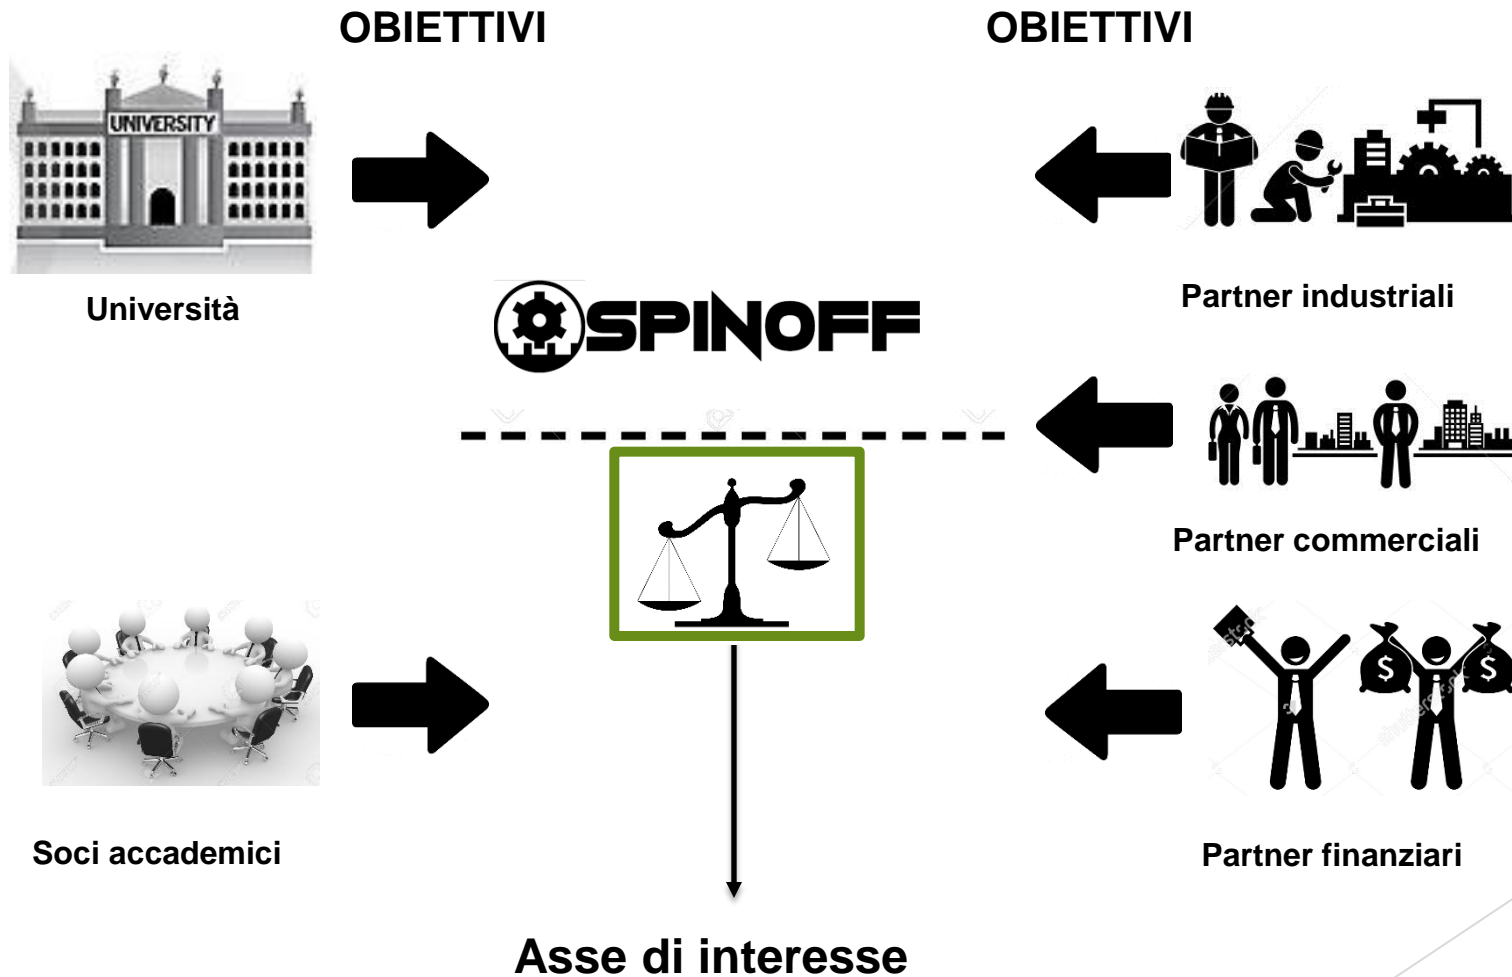 OBIETTIVI
OBIETTIVI
UNIVERSITY
Università
Partner industriali
SPINOFF
Partner commerciali
$
$
Soci accademici
Partner finanziari
Asse di interesse